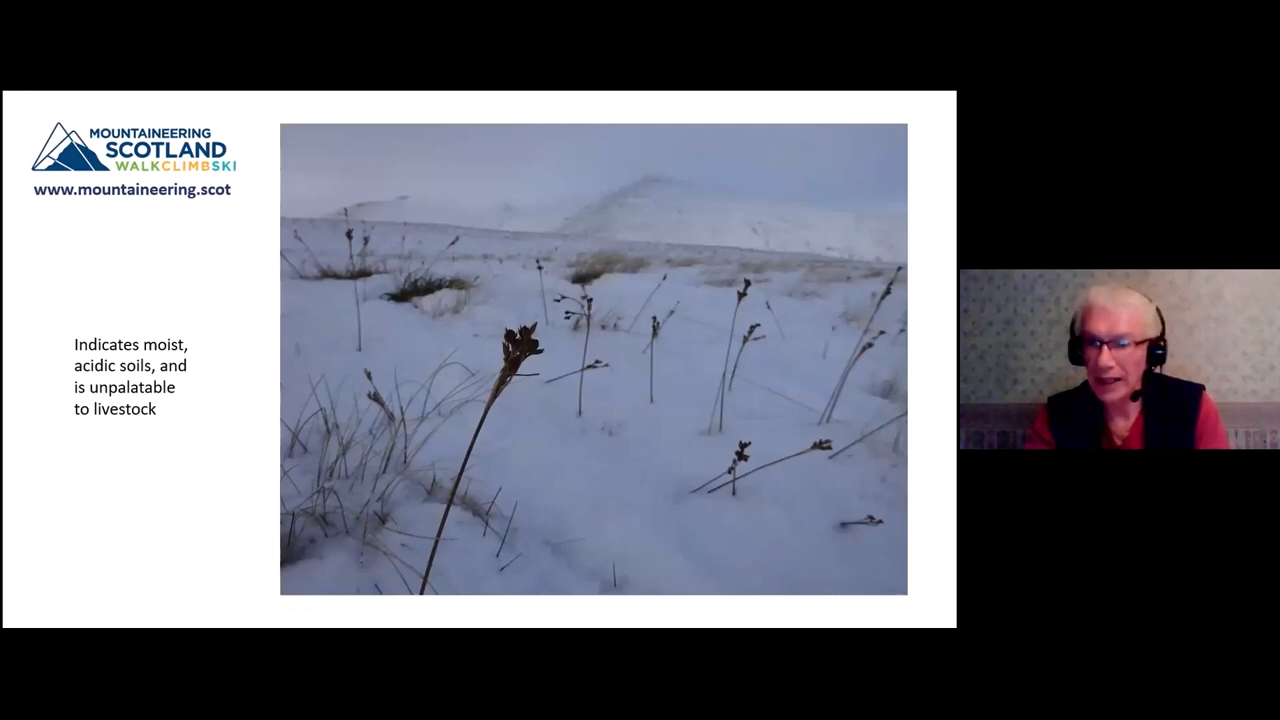 MOUNTAINEERING
SCOTLAND
WALKCLIMBSKI
www.mountaineering.scot
Indicates moist,
acidic soils, and
is unpalatable
to livestock